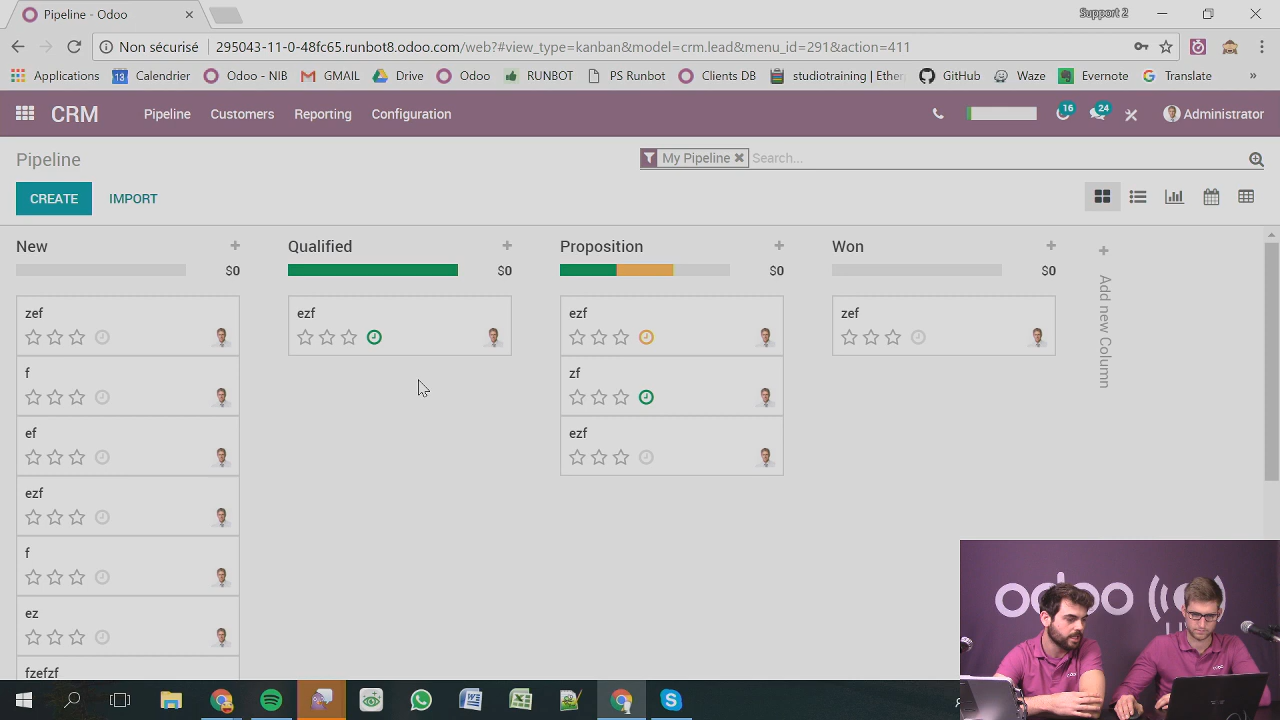 Pipeline - Odoo
Support 2
Non sécurisé
295043-11-0-48fc65.runbot8.odoo.com/web?#view_type=kanban&model=crm.lead&menu_id=291&action=411
Applications
13 Calendrier
Odoo - NIB
GMAIL
Drive
Odoo
RUNBOT
PS Runbot
Clients DB
studio:training | Ether
GitHub
Waze
Evernote
Translate
»
CRM
Pipeline
Customers
Reporting
Configuration
16
24
Administrator
Pipeline
My Pipeline
Search...
CREATE
IMPORT
New
$0
Qualified
$0
Proposition
$0
Won
$0
Add new Column
zef
f
ef
ezf
f
ez
fzefzf
ezf
ezf
zf
ezf
zef
odoo